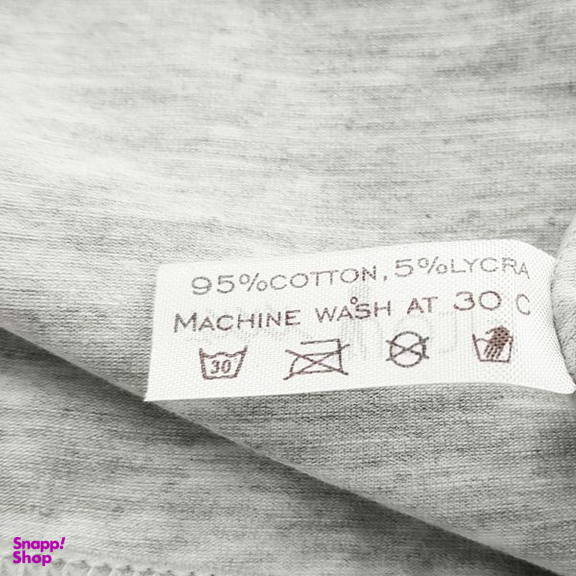 95%COTTON, 5%LYCRA
MACHINE WASH AT 30 °C
30
Snapp!
Shop